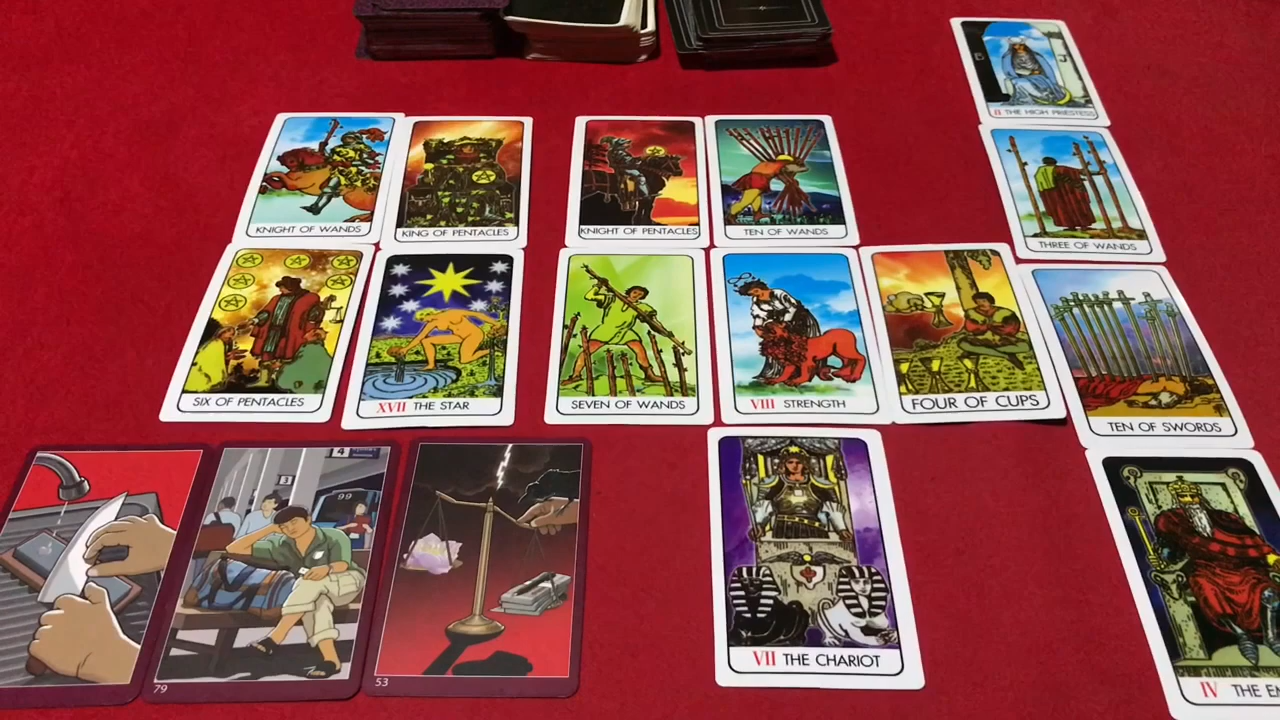 B J
II THE HIGH PRIESTESS
KNIGHT OF WANDS
KING OF PENTACLES
KNIGHT OF PENTACLES
TEN OF WANDS
THREE OF WANDS
SIX OF PENTACLES
XVII THE STAR
SEVEN OF WANDS
VIII STRENGTH
FOUR OF CUPS
TEN OF SWORDS
4
3
99
79
53
VII THE CHARIOT
IV THE EM